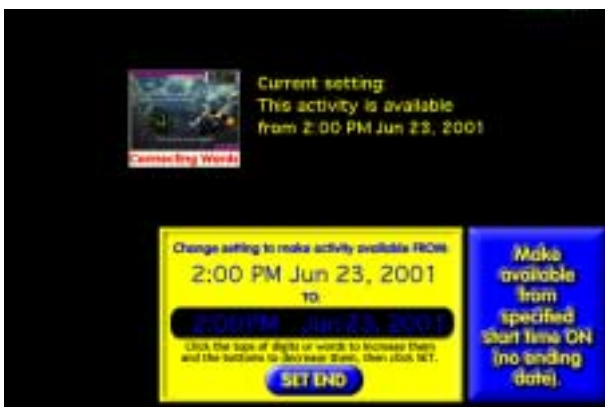 Current setting:
This activity is available
from 2:00 PM Jun 23, 2001
Connecting Words
Change setting to make activity available FROM:
2:00 PM Jun 23, 2001
TO:
2:00 PM Jun 23, 2001
Click the tops of digits or words to increase them
and the bottoms to decrease them, then click SET.
SET END
Make
available
from
specified
start time ON
(no ending
date).